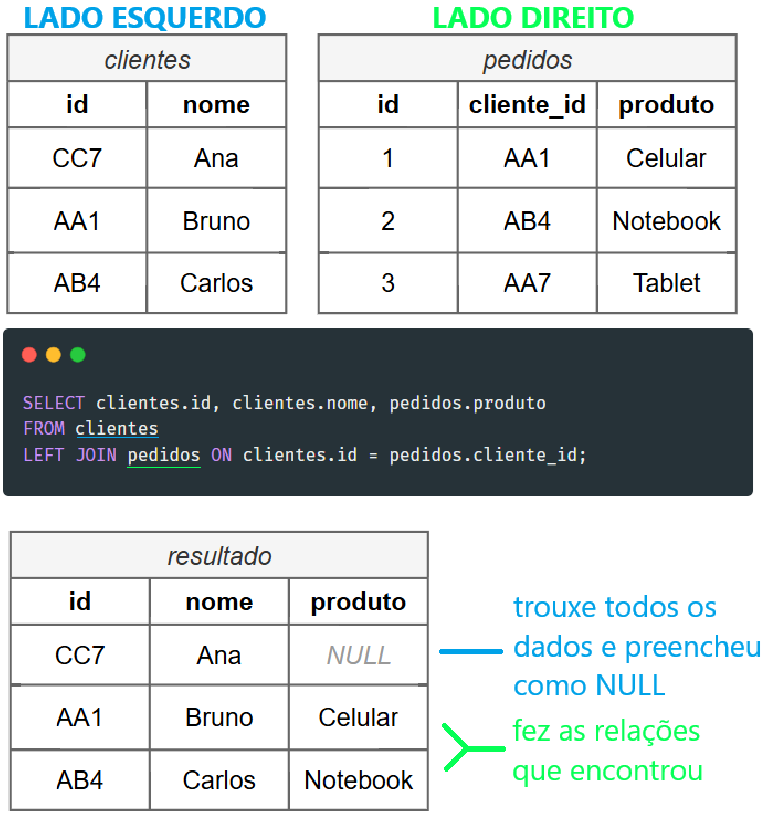 LADO ESQUERDO
LADO DIREITO
clientes
id nome
CC7 Ana
AA1 Bruno
AB4 Carlos
pedidos
id cliente_id produto
1 AA1 Celular
2 AB4 Notebook
3 AA7 Tablet
SELECT clientes.id, clientes.nome, pedidos.produto
FROM clientes
LEFT JOIN pedidos ON clientes.id = pedidos.cliente_id;
resultado
id nome produto
CC7 Ana NULL
AA1 Bruno Celular
AB4 Carlos Notebook
trouxe todos os
dados e preencheu
como NULL
fez as relações
que encontrou